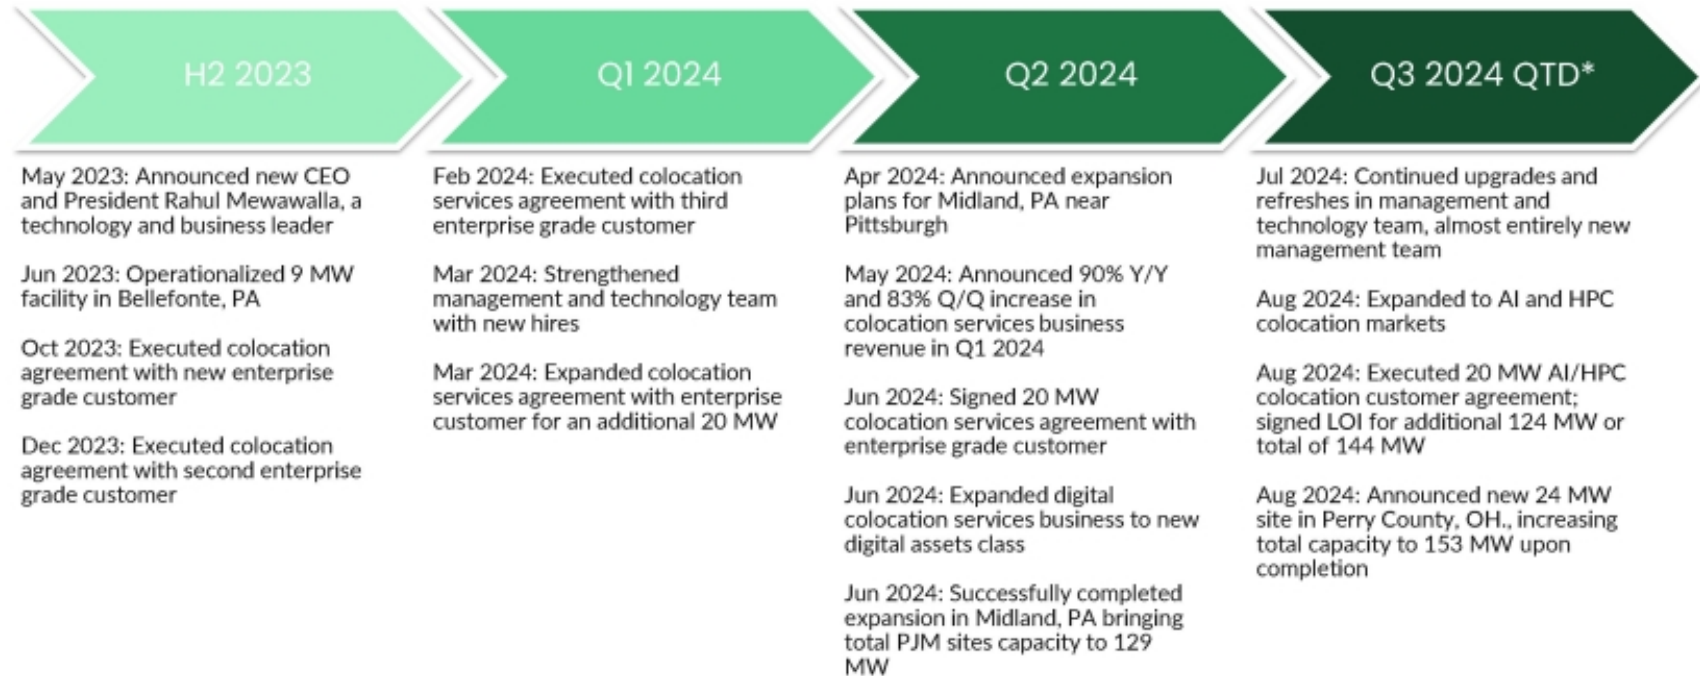 H2 2023
May 2023: Announced new CEO
and President Rahul Mewawalla, a
technology and business leader
Jun 2023: Operationalized 9 MW
facility in Bellefonte, PA
Oct 2023: Executed colocation
agreement with new enterprise
grade customer
Dec 2023: Executed colocation
agreement with second enterprise
grade customer
Q1 2024
Feb 2024: Executed colocation
services agreement with third
enterprise grade customer
Mar 2024: Strengthened
management and technology team
with new hires
Mar 2024: Expanded colocation
services agreement with enterprise
customer for an additional 20 MW
Q2 2024
Apr 2024: Announced expansion
plans for Midland, PA near
Pittsburgh
May 2024: Announced 90% Y/Y
and 83% Q/Q increase in
colocation services business
revenue in Q1 2024
Jun 2024: Signed 20 MW
colocation services agreement with
enterprise grade customer
Jun 2024: Expanded digital
colocation services business to new
digital assets class
Jun 2024: Successfully completed
expansion in Midland, PA bringing
total PJM sites capacity to 129
MW
Q3 2024 QTD*
Jul 2024: Continued upgrades and
refreshes in management and
technology team, almost entirely new
management team
Aug 2024: Expanded to AI and HPC
colocation markets
Aug 2024: Executed 20 MW AI/HPC
colocation customer agreement;
signed LOI for additional 124 MW or
total of 144 MW
Aug 2024: Announced new 24 MW
site in Perry County, OH., increasing
total capacity to 153 MW upon
completion